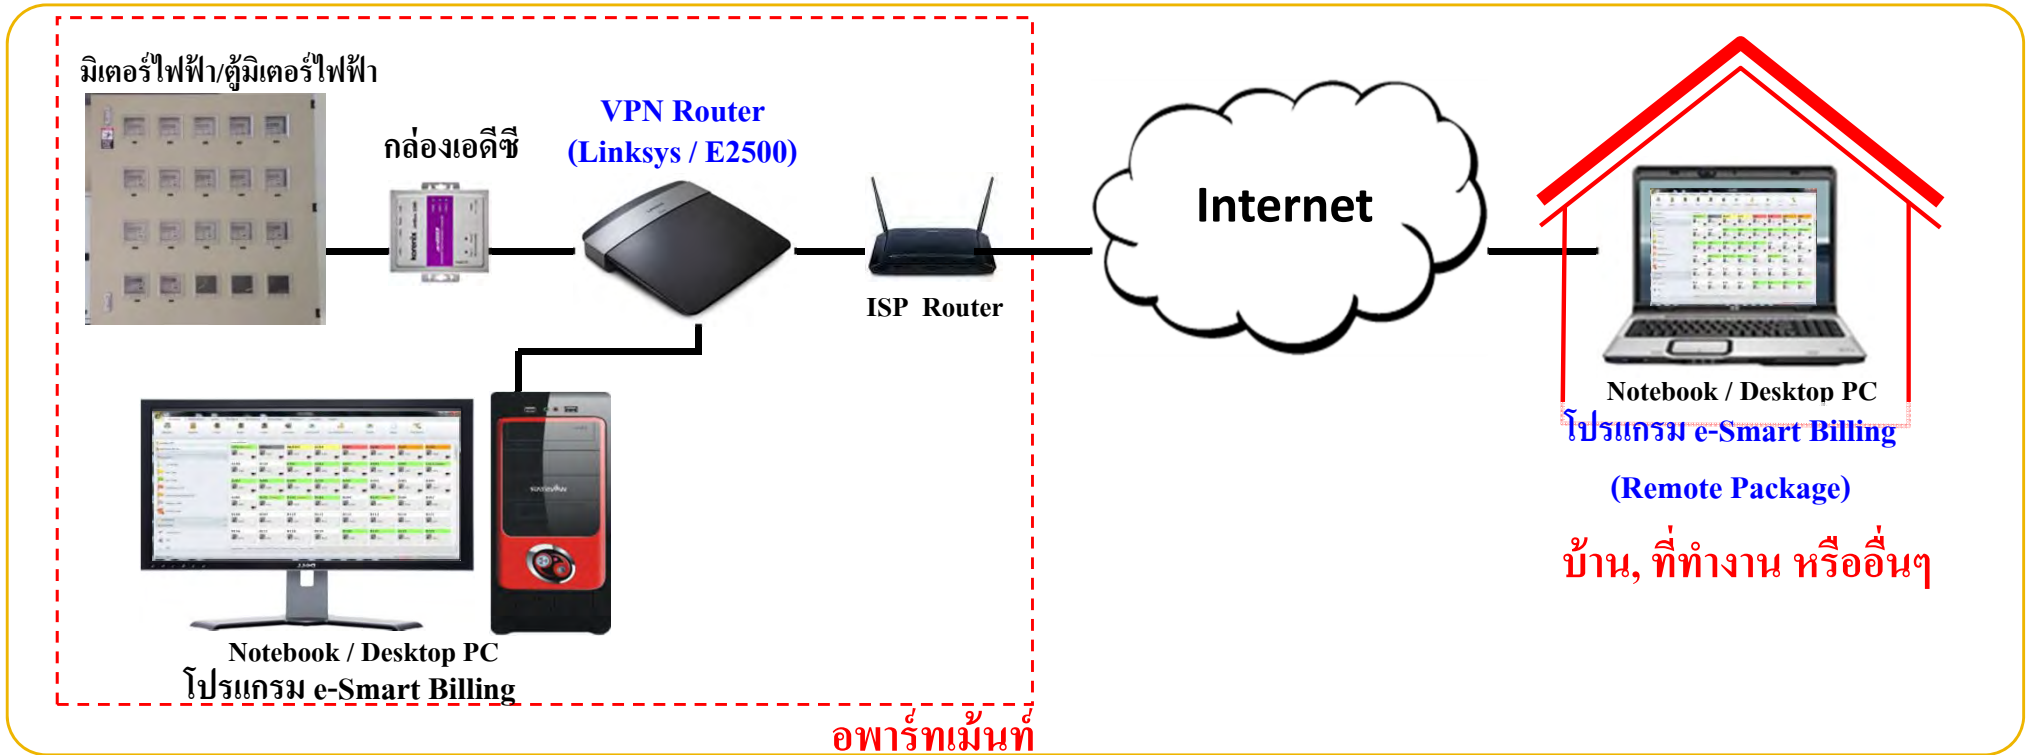 มิเตอร์ไฟฟ้า/ตู้มิเตอร์ไฟฟ้า
กล่องเอดีซี
VPN Router
(Linksys / E2500)
ISP Router
Internet
Notebook / Desktop PC
โปรแกรม e-Smart Billing
(Remote Package)
บ้าน, ที่ทำงาน หรืออื่นๆ
Notebook / Desktop PC
โปรแกรม e-Smart Billing
อพาร์ทเม้นท์